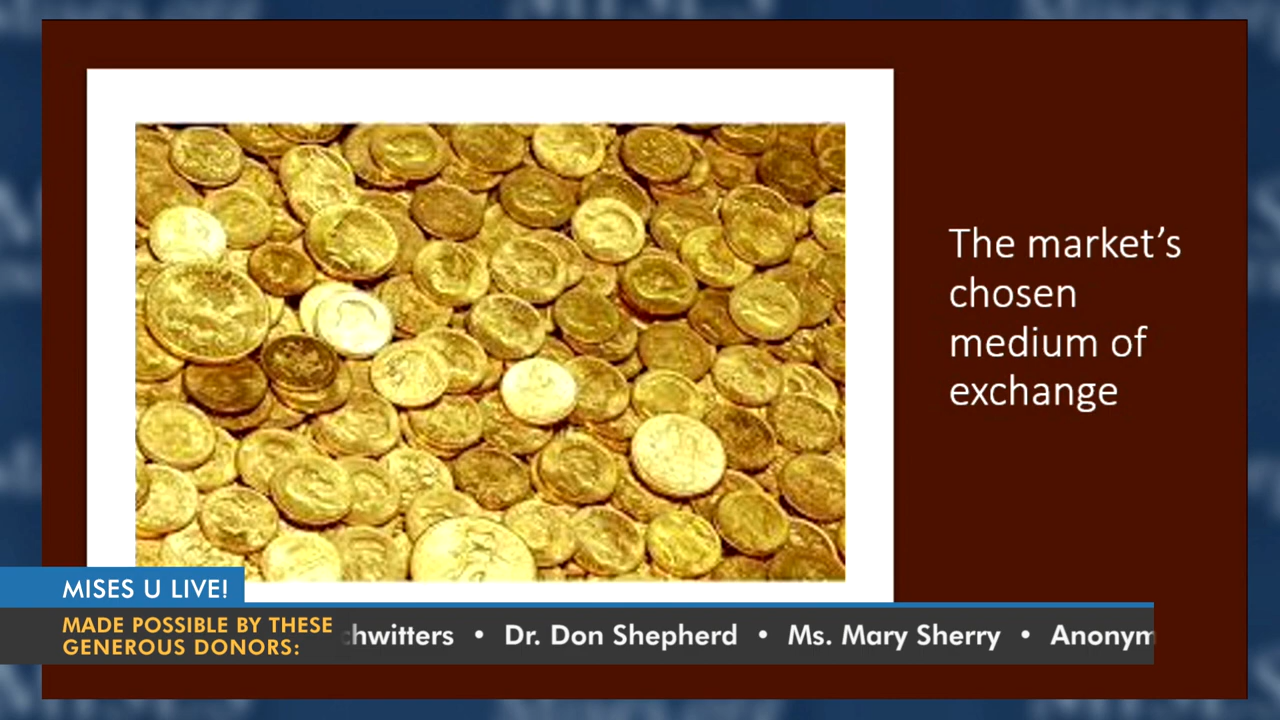 The market’s
chosen
medium of
exchange
MISES U LIVE!
MADE POSSIBLE BY THESE
GENEROUS DONORS:
• Dr. Don Shepherd • Ms. Mary Sherry •